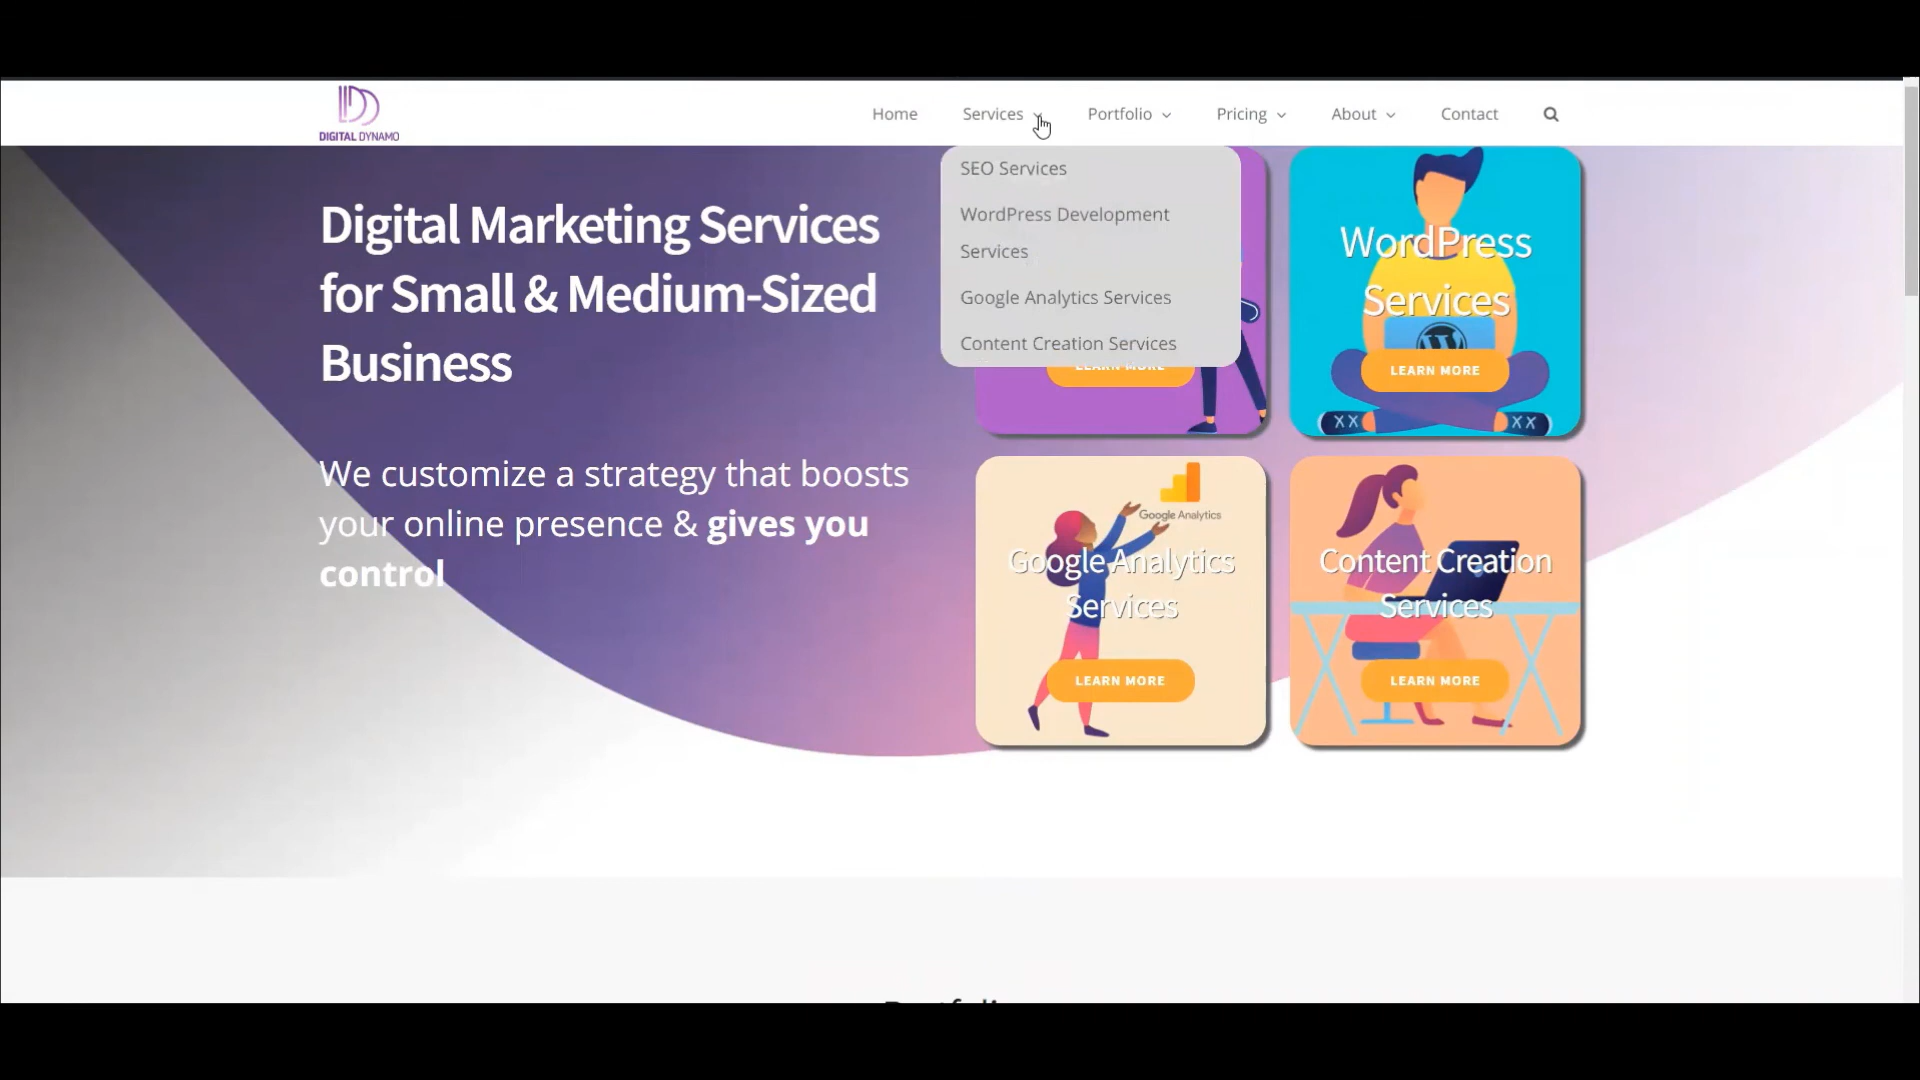 DIGITAL DYNAMO
Home
Services
Portfolio
Pricing
About
Contact
SEO Services
WordPress Development
Services
Google Analytics Services
Content Creation Services
Digital Marketing Services
for Small & Medium-Sized
Business
We customize a strategy that boosts
your online presence & gives you
control
LEARN MORE
WordPress
Services
LEARN MORE
Google Analytics
Google Analytics
Services
LEARN MORE
Content Creation
Services
LEARN MORE